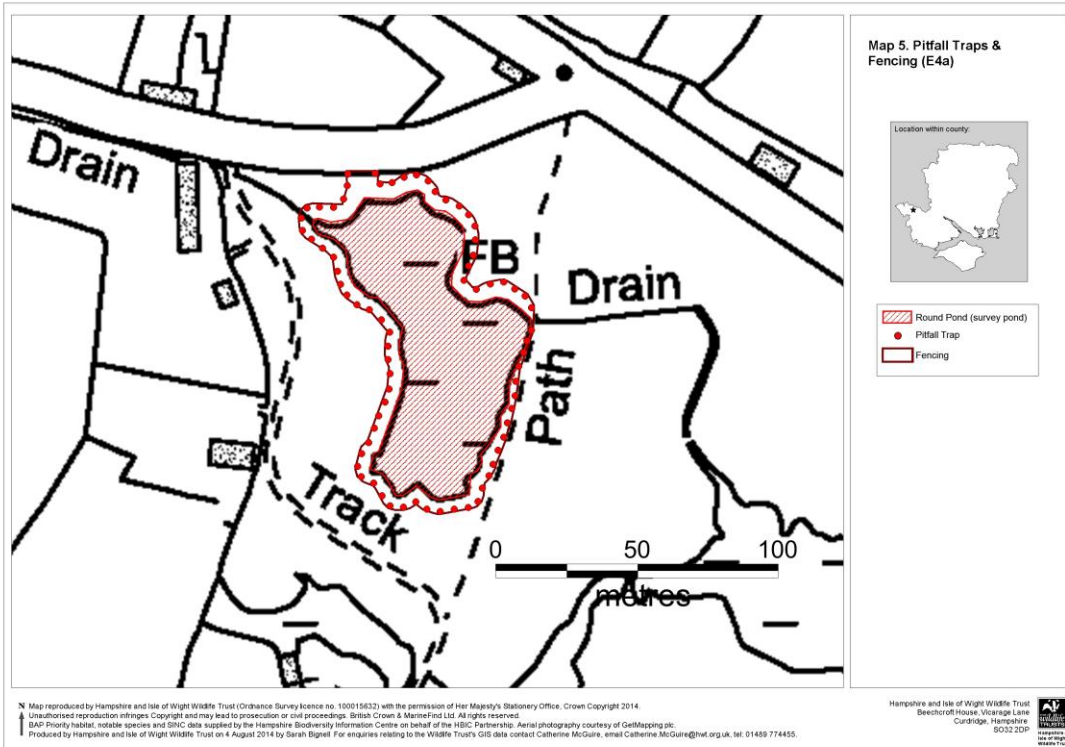 Map 5. Pitfall Traps &
Fencing (E4a)
Location within county:
Round Pond (survey pond)
Pitfall Trap
Fencing
Drain
FB
Drain
Path
Track
0 50 100
metres
N Map reproduced by Hampshire and Isle of Wight Wildlife Trust (Ordnance Survey licence no. 100015632) with the permission of Her Majesty's Stationery Office, Crown Copyright 2014.
Unauthorised reproduction infringes Copyright and may lead to prosecution or civil proceedings. British Crown & MarineFind Ltd. All rights reserved.
BAP Priority habitat, notable species and SINC data supplied by the Hampshire Biodiversity Information Centre on behalf of the HBIC Partnership. Aerial photography courtesy of GetMapping plc.
Produced by Hampshire and Isle of Wight Wildlife Trust on 4 August 2014 by Sarah Bignell For enquiries relating to the Wildlife Trust's GIS data contact Catherine McGuire, email Catherine.McGuire@hwt.org.uk, tel: 01489 774455.
Hampshire and Isle of Wight Wildlife Trust
Beechcroft House, Vicarage Lane
Curdridge, Hampshire
SO32 2DP
Hampshire and
Isle of Wight
Wildlife Trust